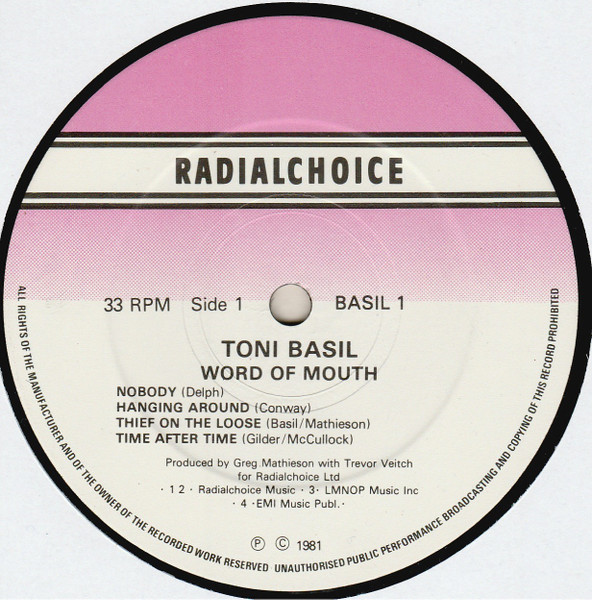 RADIALCHOICE
33 RPM Side 1 BASIL 1
TONI BASIL
WORD OF MOUTH
NOBODY (Delph)
HANGING AROUND (Conway)
THIEF ON THE LOOSE (Basil/Mathieson)
TIME AFTER TIME (Gilder/McCullock)
Produced by Greg Mathieson with Trevor Veitch
for Radialchoice Ltd
· 1 2 · Radialchoice Music · 3 · LMNOP Music Inc
· 4 · EMI Music Publ. ·
Ⓟ © 1981
ALL RIGHTS OF THE MANUFACTURER AND OF THE OWNER OF THE RECORDED WORK RESERVED UNAUTHORISED PUBLIC PERFORMANCE BROADCASTING AND COPYING OF THIS RECORD PROHIBITED